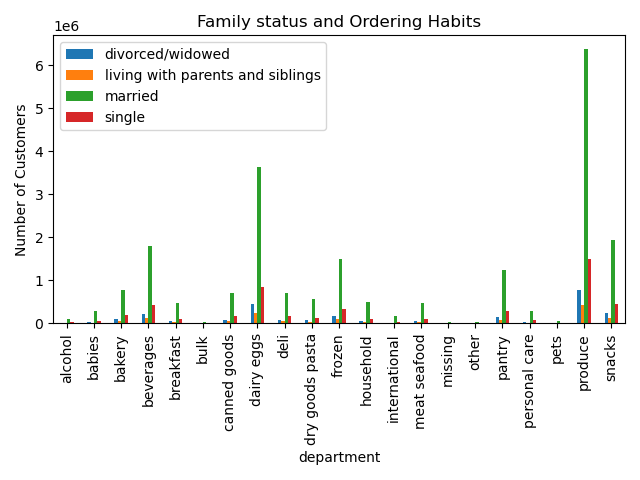 Family status and Ordering Habits
1e6
divorced/widowed
living with parents and siblings
married
single
Number of Customers
6
5
4
3
2
1
0
alcohol
babies
bakery
beverages
breakfast
bulk
canned goods
dairy eggs
deli
dry goods pasta
frozen
household
international
meat seafood
missing
other
pantry
personal care
pets
produce
snacks
department